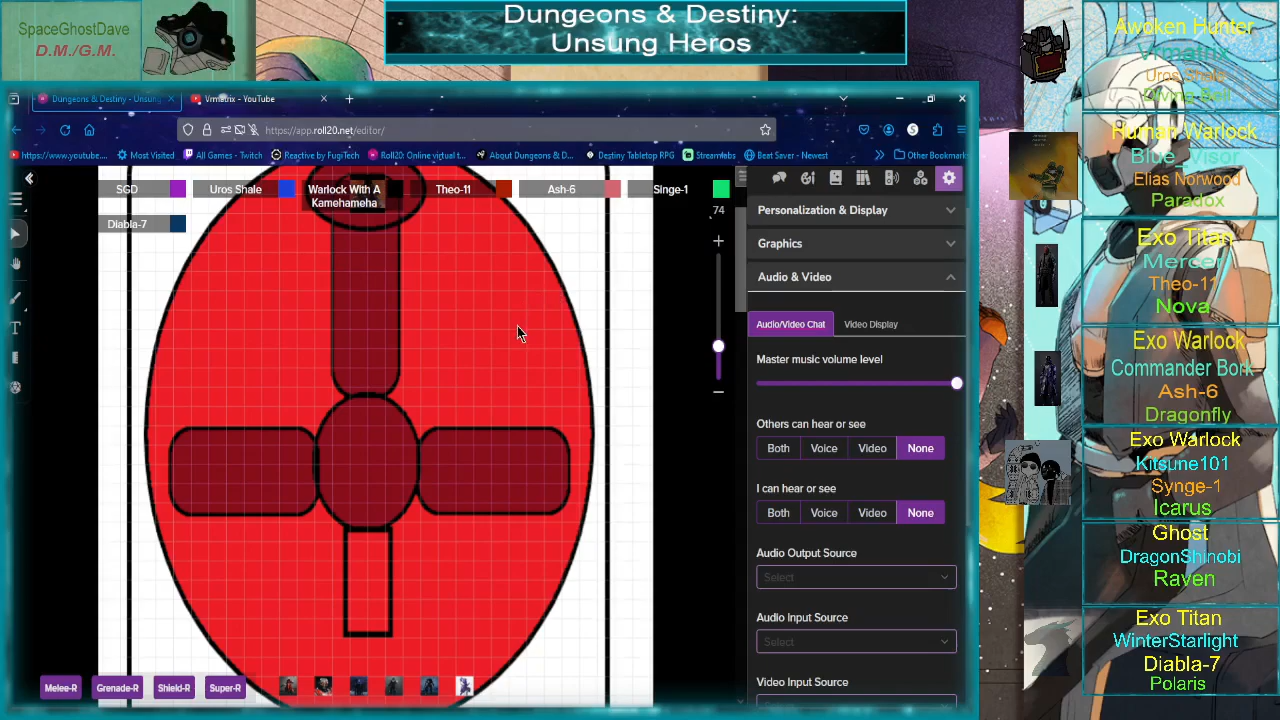 SpaceGhostDave
D.M./G.M.
Dungeons & Destiny:
Unsung Heros
Dungeons & Destiny - Unsung
Vrmatrix - YouTube
https://app.roll20.net/editor/
https://www.youtube....
Most Visited
All Games - Twitch
Reactive by FugiTech
Roll20: Online virtual t...
About Dungeons & D...
Destiny Tabletop RPG
Streamlabs
Beat Saver - Newest
Other Bookmarks
SGD
Uros Shale
Warlock With A
Kamehameha
Theo-11
Ash-6
Singe-1
Diabla-7
74
Personalization & Display
Graphics
Audio & Video
Audio/Video Chat
Video Display
Master music volume level
Others can hear or see
Both Voice Video None
I can hear or see
Both Voice Video None
Audio Output Source
Select
Audio Input Source
Select
Video Input Source
Melee-R
Grenade-R
Shield-R
Super-R
Awoken Hunter
Vrmatrix
Uros Shale
Diving Bell
Human Warlock
Blue_Visor
Elias Norwood
Paradox
Exo Titan
Mercer
Theo-11
Nova
Exo Warlock
Commander Bork
Ash-6
Dragonfly
Exo Warlock
Kitsune101
Synge-1
Icarus
Ghost
DragonShinobi
Raven
Exo Titan
WinterStarlight
Diabla-7
Polaris